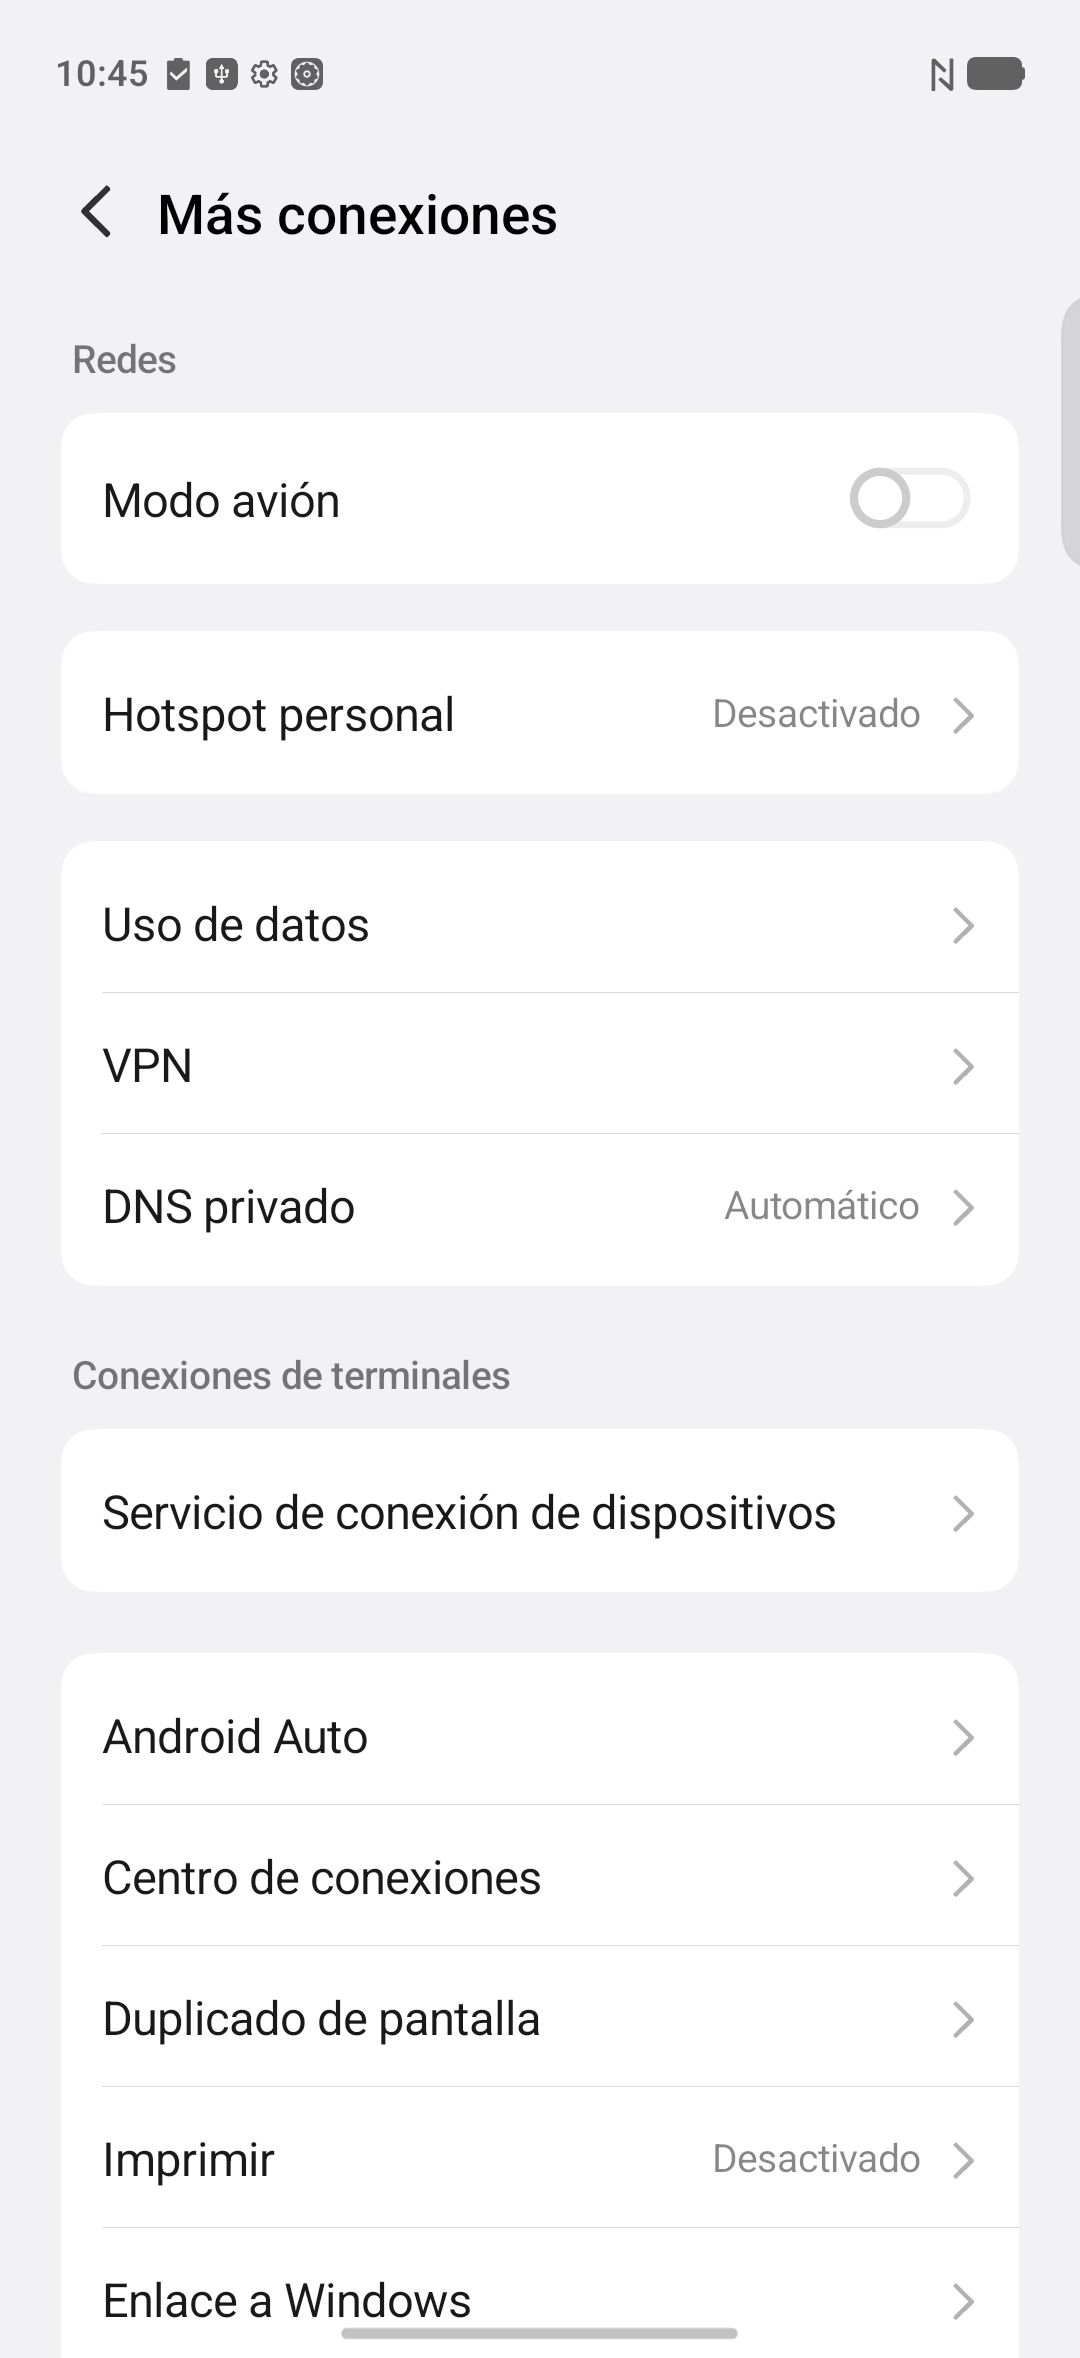 10:45
Más conexiones
Redes
Modo avión
Hotspot personal Desactivado
Uso de datos
VPN
DNS privado Automático
Conexiones de terminales
Servicio de conexión de dispositivos
Android Auto
Centro de conexiones
Duplicado de pantalla
Imprimir Desactivado
Enlace a Windows